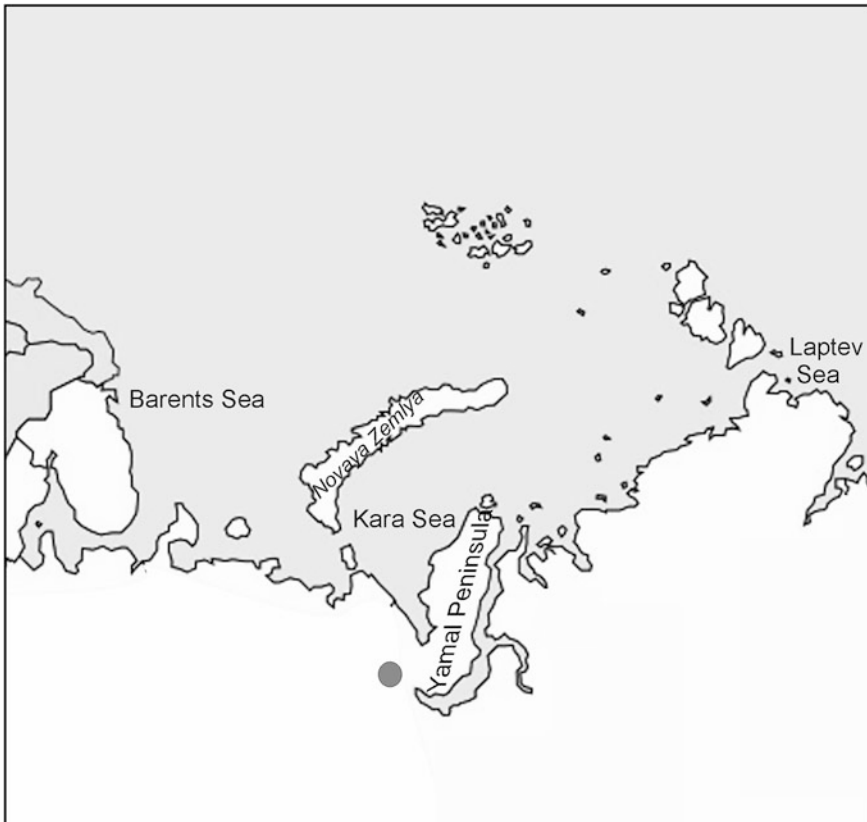 Laptev
Sea
Barents Sea
Novaya Zemlya
Kara Sea
Yamal Peninsula